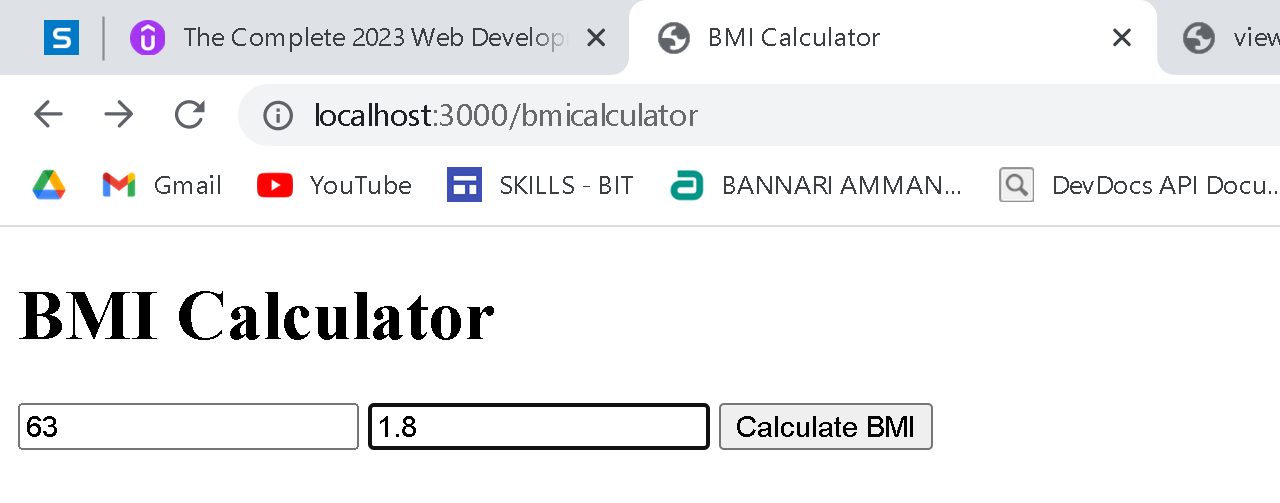 S The Complete 2023 Web Develop BMI Calculator view
localhost:3000/bmicalculator
Gmail YouTube SKILLS - BIT BANNARI AMMAN... DevDocs API Docu...
BMI Calculator
63 1.8 Calculate BMI